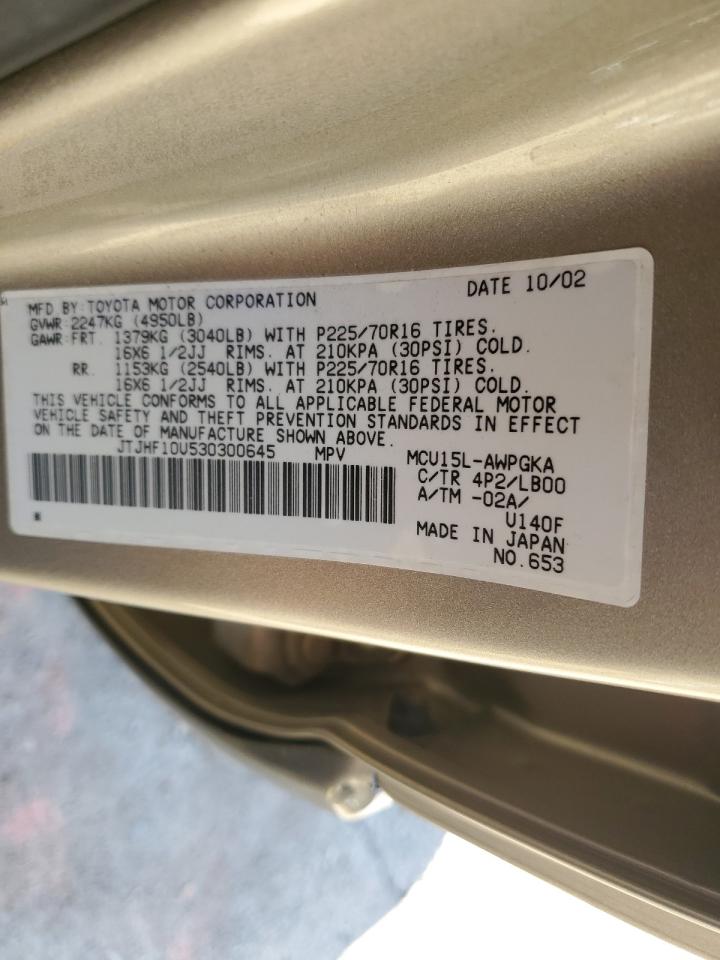 MFD BY: TOYOTA MOTOR CORPORATION DATE 10/02
GVWR: 2247KG (4950LB)
GAWR: FRT. 1379KG (3040LB) WITH P225/70R16 TIRES.
16X6 1/2JJ RIMS. AT 210KPA (30PSI) COLD.
RR. 1153KG (2540LB) WITH P225/70R16 TIRES.
16X6 1/2JJ RIMS. AT 210KPA (30PSI) COLD.
THIS VEHICLE CONFORMS TO ALL APPLICABLE FEDERAL MOTOR
VEHICLE SAFETY AND THEFT PREVENTION STANDARDS IN EFFECT
ON THE DATE OF MANUFACTURE SHOWN ABOVE.
JTJHF10U530300645 MPV MCU15L-AWPGKA
C/TR 4P2/LB00
A/TM -02A/
U140F
MADE IN JAPAN
NO.653